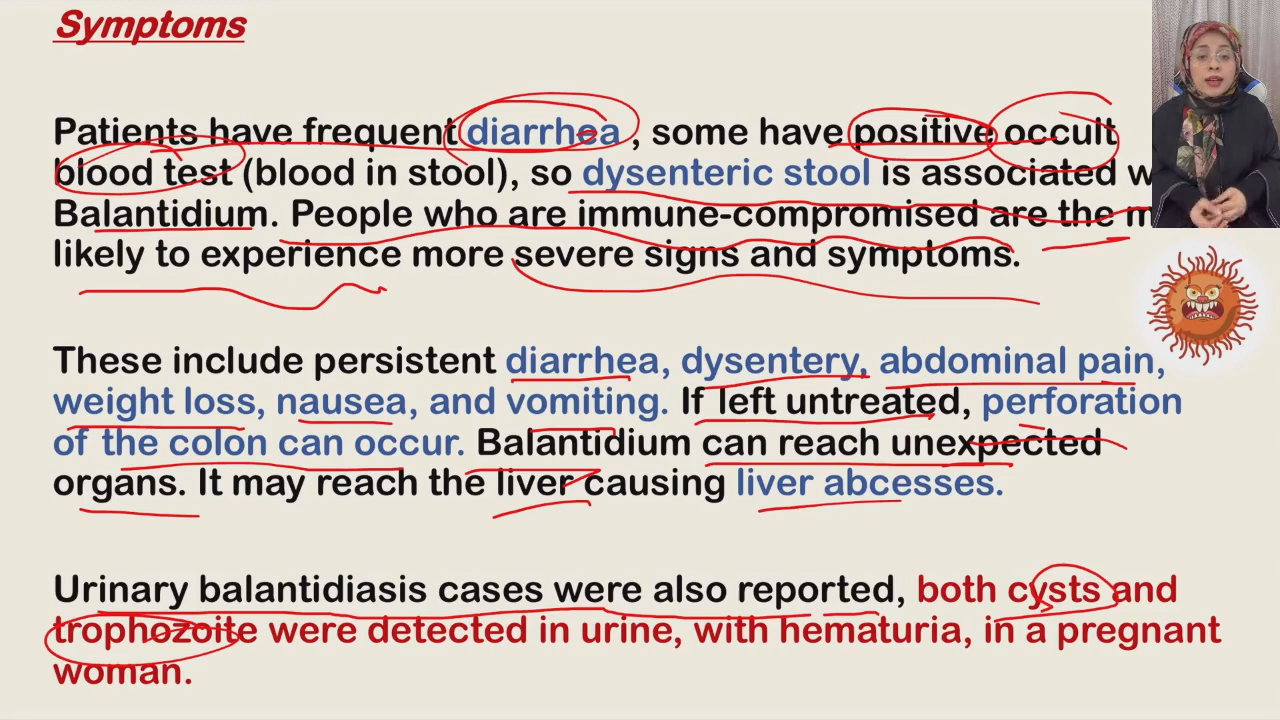 Symptoms
Patients have frequent diarrhea , some have positive occult
blood test (blood in stool), so dysenteric stool is associated
Balantidium. People who are immune-compromised are the
likely to experience more severe signs and symptoms.
These include persistent diarrhea, dysentery, abdominal pain,
weight loss, nausea, and vomiting. If left untreated, perforation
of the colon can occur. Balantidium can reach unexpected
organs. It may reach the liver causing liver abcesses.
Urinary balantidiasis cases were also reported, both cysts and
trophozoite were detected in urine, with hematuria, in a pregnant
woman.